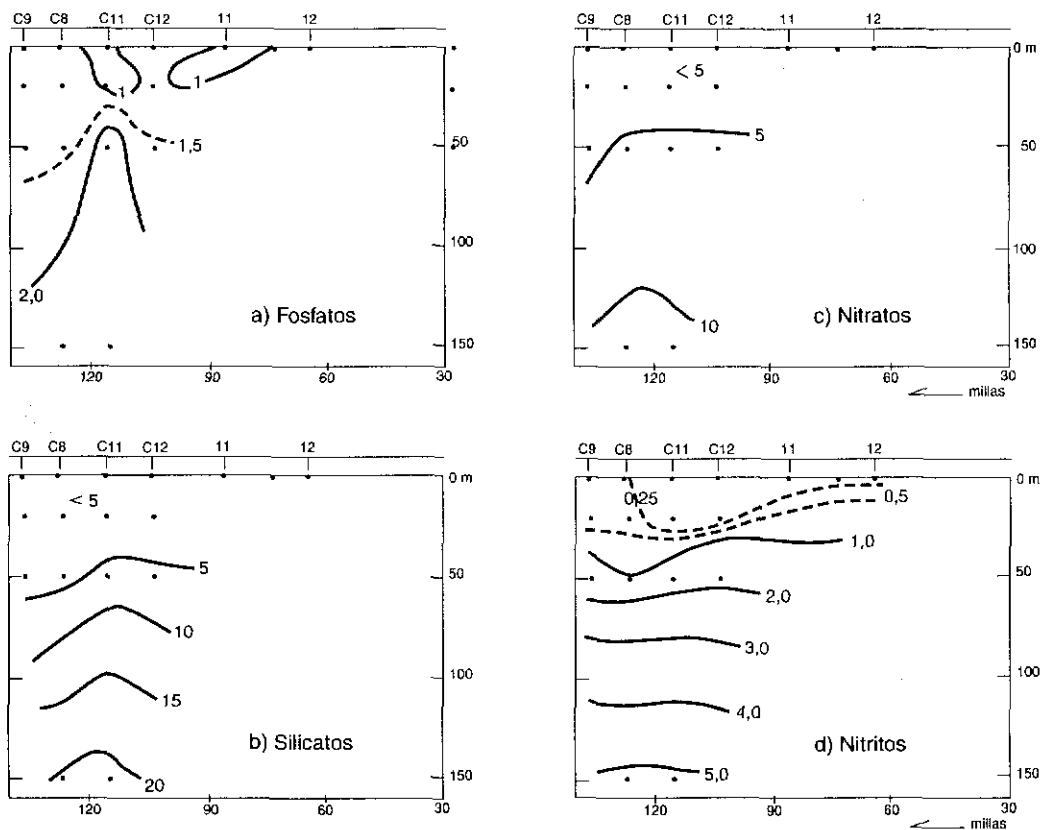 C9 C8 C11 C12 11 12
1
1
1,5
2,0
a) Fosfatos
50
100
150
120 90 60 30
C9 C8 C11 C12 11 12
0 m
< 5
5
50
100
10
c) Nitratos
150
120 90 60 30
millas
C9 C8 C11 C12 11 12
0 m
< 5
5
50
10
15
100
b) Silicatos
20
150
120 90 60 30
C9 C8 C11 C12 11 12
0 m
0,25
0,5
1,0
50
2,0
3,0
100
4,0
d) Nitritos
5,0
150
120 90 60 30
millas